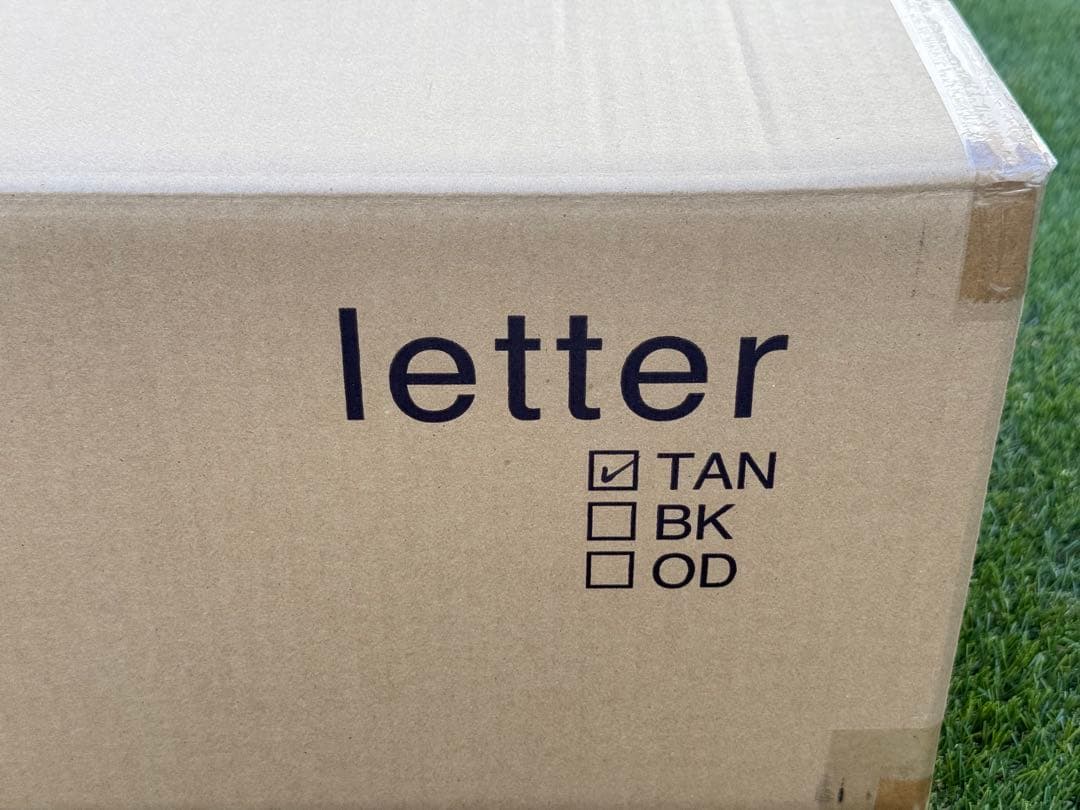 letter
☑ TAN
☐ BK
☐ OD